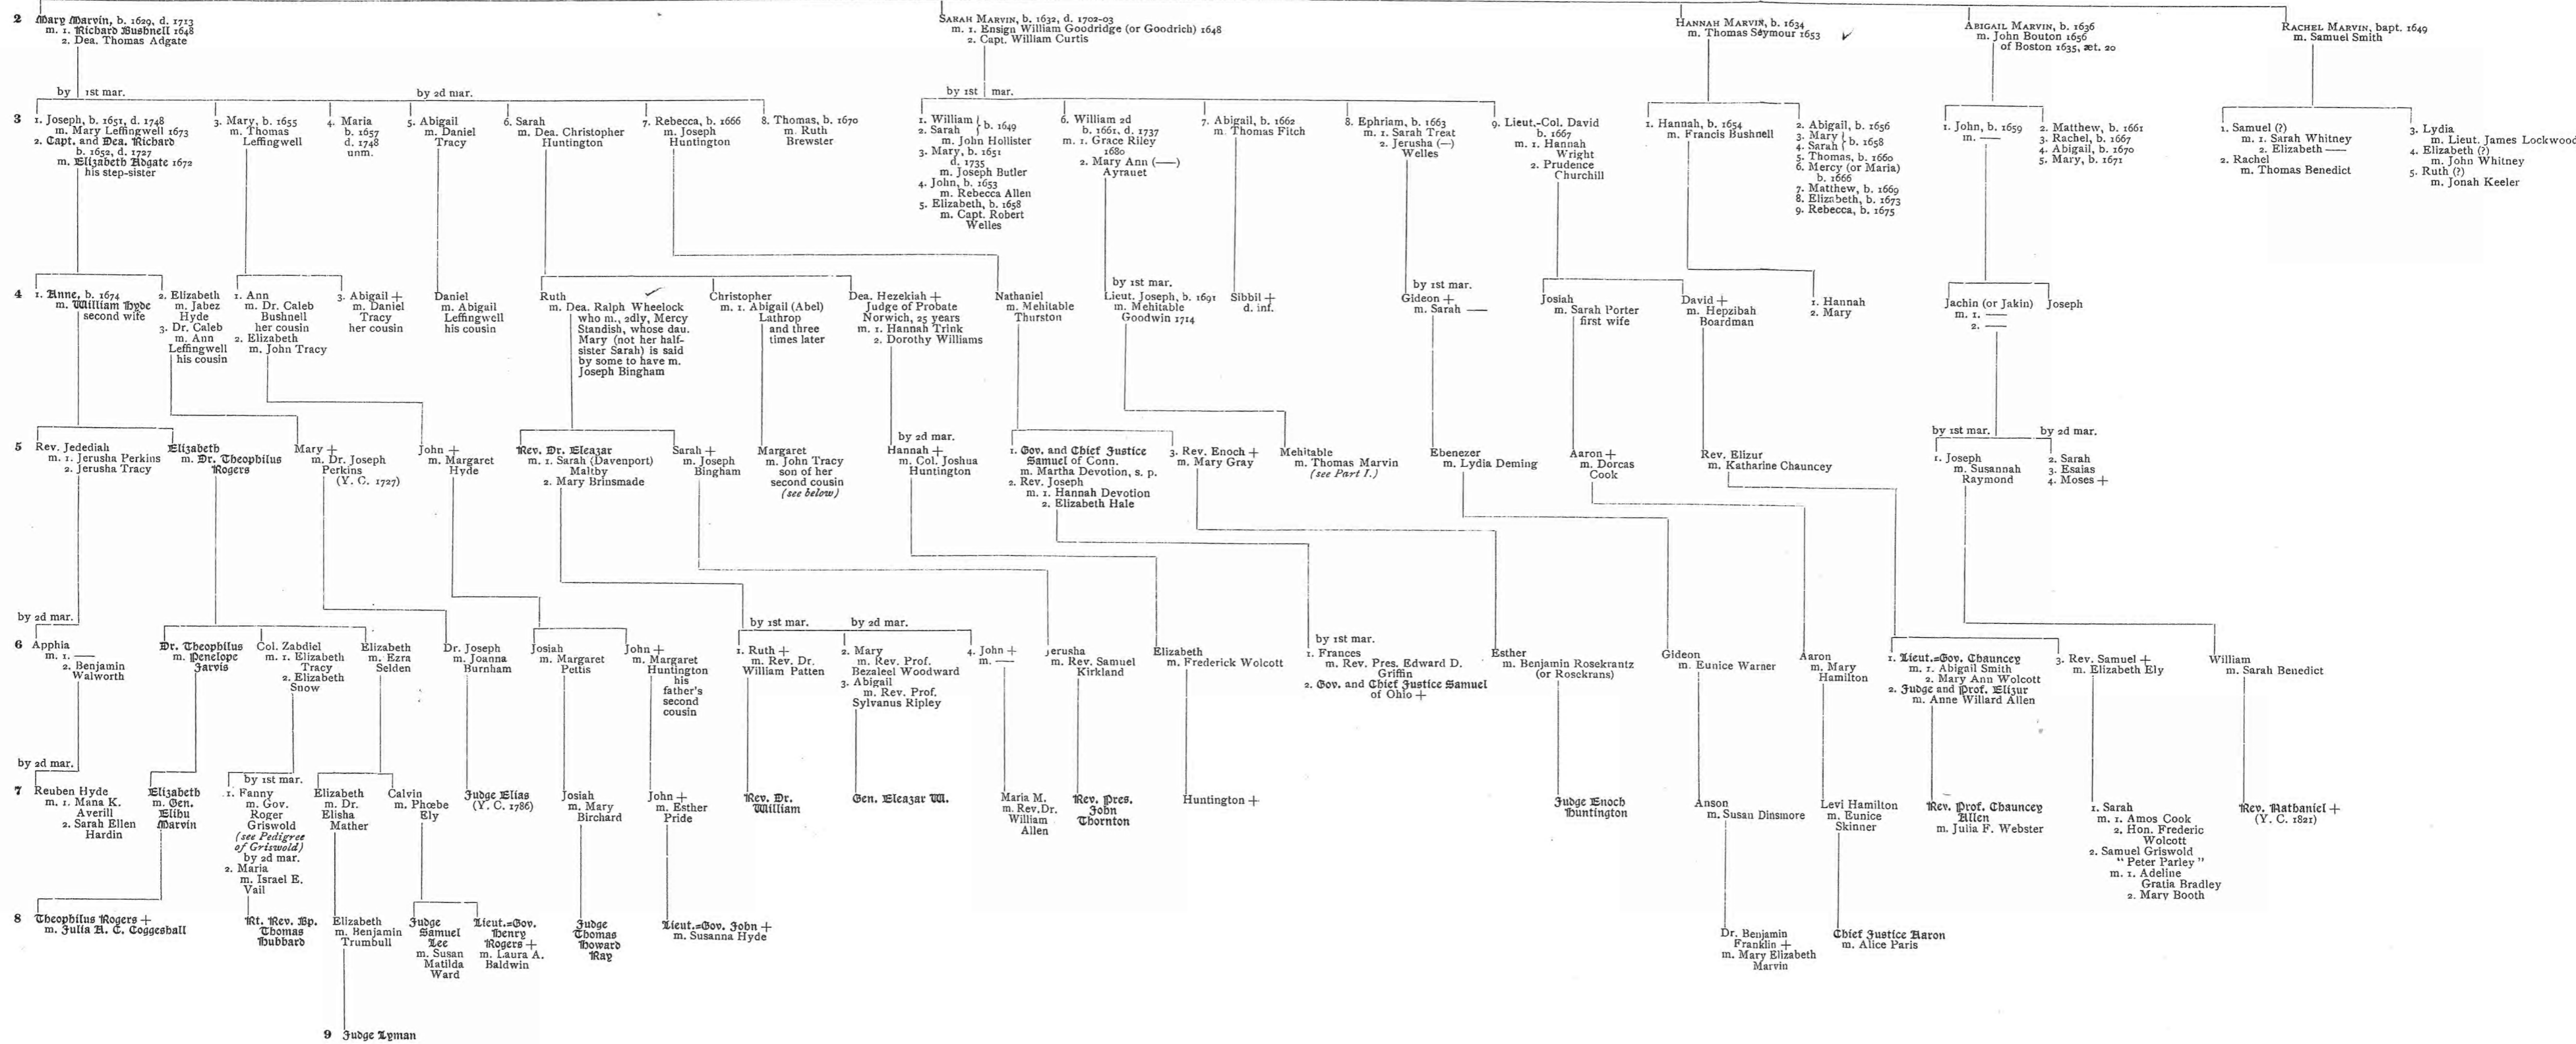 2
Mary Marvin, b. 1629, d. 1713
m. 1. Richard Bushnell 1648
2. Dea. Thomas Adgate
SARAH MARVIN, b. 1632, d. 1702-03
m. 1. Ensign William Goodridge (or Goodrich) 1648
2. Capt. William Curtis
HANNAH MARVIN, b. 1634
m. Thomas Seymour 1653
ABIGAIL MARVIN, b. 1636
m. John Bouton 1656
of Boston 1635, æt. 20
RACHEL MARVIN, bapt. 1649
m. Samuel Smith
by 1st mar.
by 2d mar.
by 1st mar.
3
1. Joseph, b. 1651, d. 1748
m. Mary Leffingwell 1673
2. Capt. and Dea. Richard
b. 1652, d. 1727
m. Elizabeth Adgate 1672
his step-sister
3. Mary, b. 1655
m. Thomas
Leffingwell
4. Maria
b. 1657
d. 1748
unm.
5. Abigail
m. Daniel
Tracy
6. Sarah
m. Dea. Christopher
Huntington
7. Rebecca, b. 1666
m. Joseph
Huntington
8. Thomas, b. 1670
m. Ruth
Brewster
1. William } b. 1649
2. Sarah
m. John Hollister
3. Mary, b. 1651
d. 1735
m. Joseph Butler
4. John, b. 1653
m. Rebecca Allen
5. Elizabeth, b. 1658
m. Capt. Robert
Welles
6. William 2d
b. 1661, d. 1737
m. 1. Grace Riley
1680
2. Mary Ann (——)
Ayrauet
7. Abigail, b. 1662
m. Thomas Fitch
8. Ephriam, b. 1663
m. 1. Sarah Treat
2. Jerusha (—)
Welles
9. Lieut.-Col. David
b. 1667
m. 1. Hannah
Wright
2. Prudence
Churchill
1. Hannah, b. 1654
m. Francis Bushnell
2. Abigail, b. 1656
3. Mary } b. 1658
4. Sarah
5. Thomas, b. 1660
6. Mercy (or Maria)
b. 1666
7. Matthew, b. 1669
8. Elizabeth, b. 1673
9. Rebecca, b. 1675
1. John, b. 1659
m. ——
2. Matthew, b. 1661
3. Rachel, b. 1667
4. Abigail, b. 1670
5. Mary, b. 1671
1. Samuel (?)
m. 1. Sarah Whitney
2. Elizabeth ——
2. Rachel
m. Thomas Benedict
3. Lydia
m. Lieut. James Lockwood
4. Elizabeth (?)
m. John Whitney
5. Ruth (?)
m. Jonah Keeler
4
1. Anne, b. 1674
m. William Hyde
second wife
2. Elizabeth
m. Jabez
Hyde
3. Dr. Caleb
m. Ann
Leffingwell
his cousin
1. Ann
m. Dr. Caleb
Bushnell
her cousin
2. Elizabeth
m. John Tracy
3. Abigail +
m. Daniel
Tracy
her cousin
Daniel
m. Abigail
Leffingwell
his cousin
Ruth
m. Dea. Ralph Wheelock
who m., 2dly, Mercy
Standish, whose dau.
Mary (not her half-
sister Sarah) is said
by some to have m.
Joseph Bingham
Christopher
m. 1. Abigail (Abel)
Lathrop
and three
times later
Dea. Hezekiah +
Judge of Probate
Norwich, 25 years
m. 1. Hannah Trink
2. Dorothy Williams
Nathaniel
m. Mehitable
Thurston
by 1st mar.
Lieut. Joseph, b. 1691
m. Mehitable
Goodwin 1714
Sibbil +
d. inf.
by 1st mar.
Gideon +
m. Sarah ——
Josiah
m. Sarah Porter
first wife
David +
m. Hepzibah
Boardman
1. Hannah
2. Mary
Jachin (or Jakin)
m. 1. ——
2. ——
Joseph
5
Rev. Jedediah
m. 1. Jerusha Perkins
2. Jerusha Tracy
Elizabeth
m. Dr. Theophilus
Rogers
Mary +
m. Dr. Joseph
Perkins
(Y. C. 1727)
John +
m. Margaret
Hyde
Rev. Dr. Eleazar
m. 1. Sarah (Davenport)
Maltby
2. Mary Brinsmade
Sarah +
m. Joseph
Bingham
Margaret
m. John Tracy
son of her
second cousin
(see below)
by 2d mar.
Hannah +
m. Col. Joshua
Huntington
1. Gov. and Chief Justice
Samuel of Conn.
m. Martha Devotion, s. p.
2. Rev. Joseph
m. 1. Hannah Devotion
2. Elizabeth Hale
3. Rev. Enoch +
m. Mary Gray
Mehitable
m. Thomas Marvin
(see Part I.)
Ebenezer
m. Lydia Deming
Aaron +
m. Dorcas
Cook
Rev. Elizur
m. Katharine Chauncey
by 1st mar.
by 2d mar.
1. Joseph
m. Susannah
Raymond
2. Sarah
3. Esaias
4. Moses +
by 2d mar.
6
Apphia
m. 1. ——
2. Benjamin
Walworth
Dr. Theophilus
m. Penelope
Jarvis
Col. Zabdiel
m. 1. Elizabeth
Tracy
2. Elizabeth
Snow
Elizabeth
m. Ezra
Selden
Dr. Joseph
m. Joanna
Burnham
Josiah
m. Margaret
Pettis
John +
m. Margaret
Huntington
his
father's
second
cousin
by 1st mar.
by 2d mar.
1. Ruth +
m. Rev. Dr.
William Patten
2. Mary
m. Rev. Prof.
Bezaleel Woodward
3. Abigail
m. Rev. Prof.
Sylvanus Ripley
4. John +
m. ——
Jerusha
m. Rev. Samuel
Kirkland
Elizabeth
m. Frederick Wolcott
by 1st mar.
1. Frances
m. Rev. Pres. Edward D.
Griffin
2. Gov. and Chief Justice Samuel
of Ohio +
Esther
m. Benjamin Rosekrantz
(or Rosekrans)
Gideon
m. Eunice Warner
Aaron
m. Mary
Hamilton
1. Lieut.=Gov. Chauncey
m. 1. Abigail Smith
2. Mary Ann Wolcott
2. Judge and Prof. Elizur
m. Anne Willard Allen
3. Rev. Samuel +
m. Elizabeth Ely
William
m. Sarah Benedict
by 2d mar.
7
Reuben Hyde
m. 1. Mana K.
Averill
2. Sarah Ellen
Hardin
Elizabeth
m. Gen.
Elihu
Marvin
by 1st mar.
1. Fanny
m. Gov.
Roger
Griswold
(see Pedigree
of Griswold)
by 2d mar.
2. Maria
m. Israel E.
Vail
Elizabeth
m. Dr.
Elisha
Mather
Calvin
m. Phœbe
Ely
Judge Elias
(Y. C. 1786)
Josiah
m. Mary
Birchard
John +
m. Esther
Pride
Rev. Dr.
William
Gen. Eleazar W.
Maria M.
m. Rev. Dr.
William
Allen
Rev. Pres.
John
Thornton
Huntington +
Judge Enoch
Huntington
Anson
m. Susan Dinsmore
Levi Hamilton
m. Eunice
Skinner
Rev. Prof. Chauncey
Allen
m. Julia F. Webster
1. Sarah
m. 1. Amos Cook
2. Hon. Frederic
Wolcott
2. Samuel Griswold
"Peter Parley"
m. 1. Adeline
Gratia Bradley
2. Mary Booth
Rev. Nathaniel +
(Y. C. 1821)
8
Theophilus Rogers +
m. Julia A. C. Coggeshall
Rt. Rev. Bp.
Thomas
Hubbard
Elizabeth
m. Benjamin
Trumbull
Judge
Samuel
Lee
m. Susan
Matilda
Ward
Lieut.=Gov.
Henry
Rogers +
m. Laura A.
Baldwin
Judge
Thomas
Howard
Ray
Lieut.=Gov. John +
m. Susanna Hyde
Dr. Benjamin
Franklin +
m. Mary Elizabeth
Marvin
Chief Justice Aaron
m. Alice Paris
9 Judge Lyman